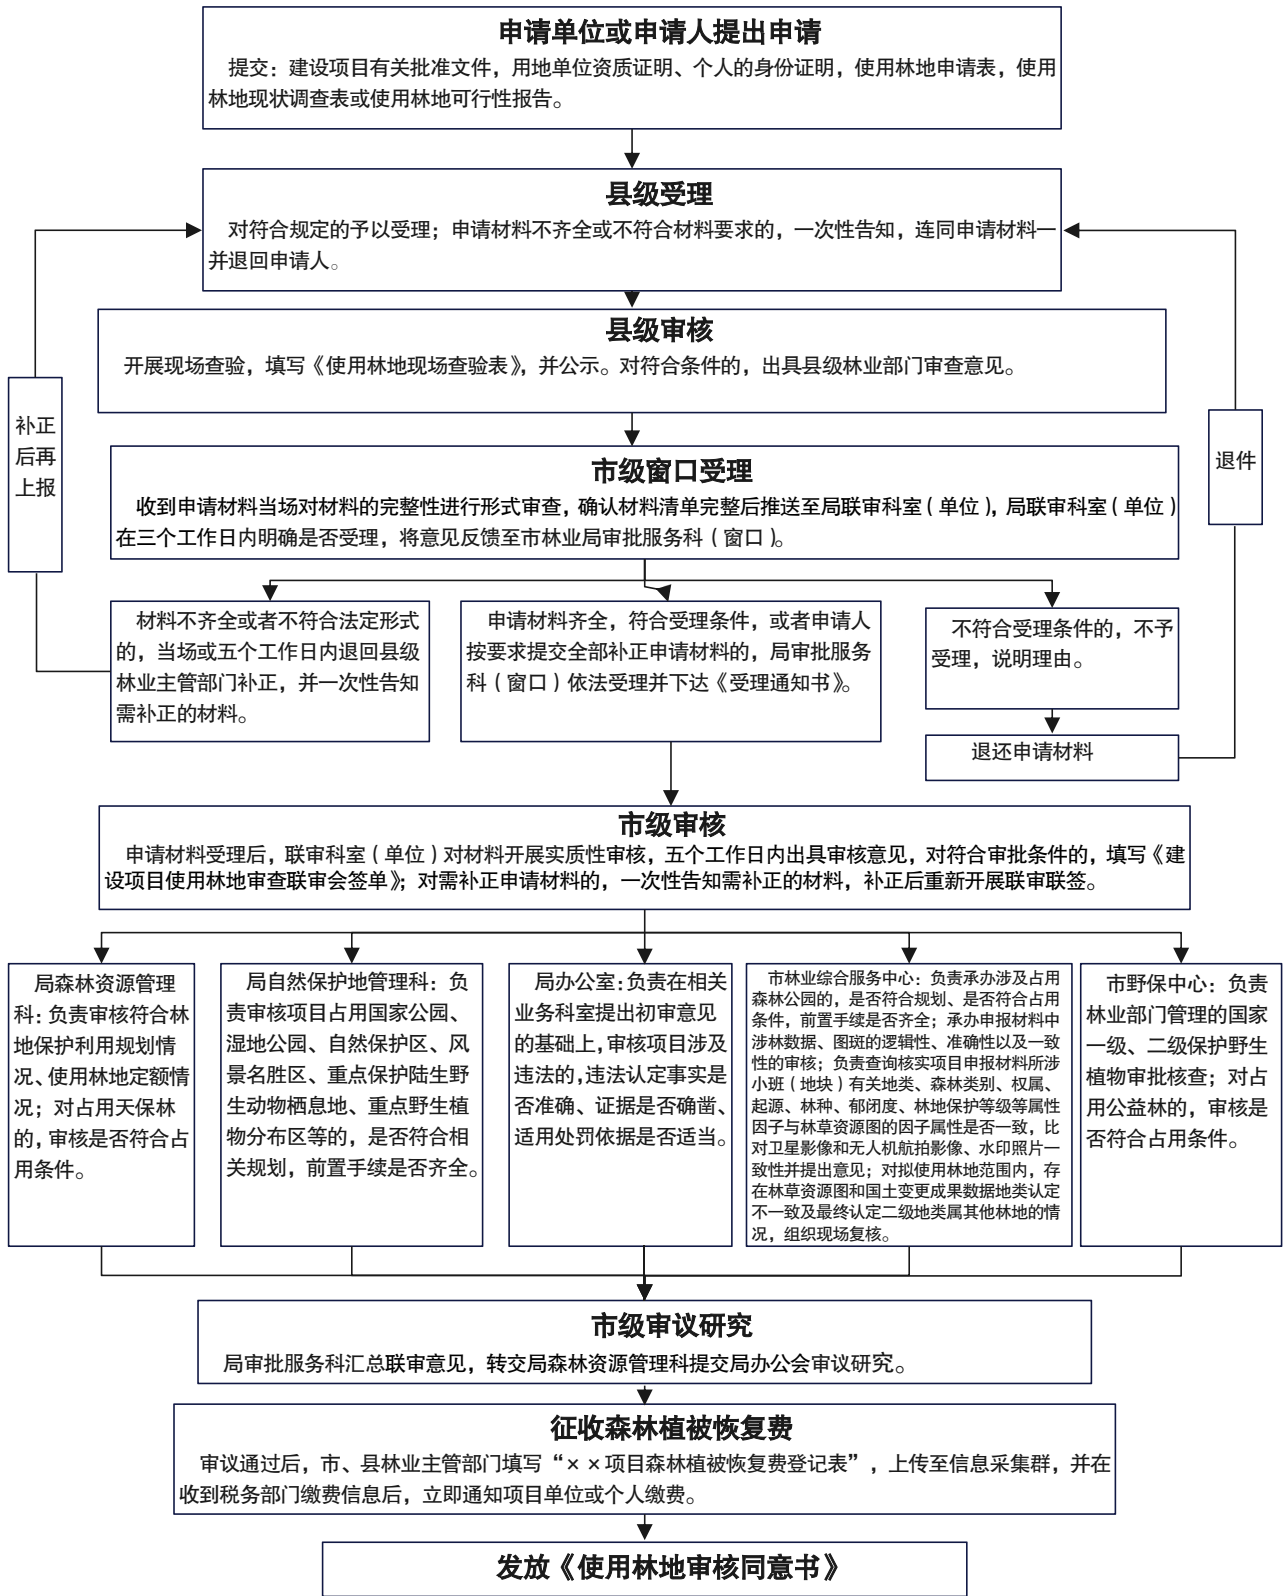 申请单位或申请人提出申请
提交：建设项目有关批准文件，用地单位资质证明、个人的身份证明，使用林地申请表，使用
林地现状调查表或使用林地可行性报告。
县级受理
对符合规定的予以受理；申请材料不齐全或不符合材料要求的，一次性告知，连同申请材料一
并退回申请人。
县级审核
开展现场查验，填写《使用林地现场查验表》，并公示。对符合条件的，出具县级林业部门审查意见。
补正
后再
上报
退件
市级窗口受理
收到申请材料当场对材料的完整性进行形式审查，确认材料清单完整后推送至局联审科室（单位），局联审科室（单位）
在三个工作日内明确是否受理，将意见反馈至市林业局审批服务科（窗口）。
材料不齐全或者不符合法定形式
的，当场或五个工作日内退回县级
林业主管部门补正，并一次性告知
需补正的材料。
申请材料齐全，符合受理条件，或者申请人
按要求提交全部补正申请材料的，局审批服务
科（窗口）依法受理并下达《受理通知书》。
不符合受理条件的，不予
受理，说明理由。
退还申请材料
市级审核
申请材料受理后，联审科室（单位）对材料开展实质性审核，五个工作日内出具审核意见，对符合审批条件的，填写《建
设项目使用林地审查联审会签单》；对需补正申请材料的，一次性告知需补正的材料，补正后重新开展联审联签。
局森林资源管理
科：负责审核符合林
地保护利用规划情
况、使用林地定额情
况；对占用天保林
的，审核是否符合占
用条件。
局自然保护地管理科：负
责审核项目占用国家公园、
湿地公园、自然保护区、风
景名胜区、重点保护陆生野
生动物栖息地、重点野生植
物分布区等的，是否符合相
关规划，前置手续是否齐全。
局办公室：负责在相关
业务科室提出初审意见
的基础上，审核项目涉及
违法的，违法认定事实是
否准确、证据是否确凿、
适用处罚依据是否适当。
市林业综合服务中心：负责承办涉及占用
森林公园的，是否符合规划、是否符合占用
条件，前置手续是否齐全；承办申报材料中
涉林数据、图斑的逻辑性、准确性以及一致
性的审核；负责查询核实项目申报材料所涉
小班（地块）有关地类、森林类别、权属、
起源、林种、郁闭度、林地保护等级等属性
因子与林草资源图的因子属性是否一致，比
对卫星影像和无人机航拍影像、水印照片一
致性并提出意见；对拟使用林地范围内，存
在林草资源图和国土变更成果数据地类认定
不一致及最终认定二级地类属其他林地的情
况，组织现场复核。
市野保中心：负责
林业部门管理的国家
一级、二级保护野生
植物审批核查；对占
用公益林的，审核是
否符合占用条件。
市级审议研究
局审批服务科汇总联审意见，转交局森林资源管理科提交局办公会审议研究。
征收森林植被恢复费
审议通过后，市、县林业主管部门填写“××项目森林植被恢复费登记表”，上传至信息采集群，并在
收到税务部门缴费信息后，立即通知项目单位或个人缴费。
发放《使用林地审核同意书》